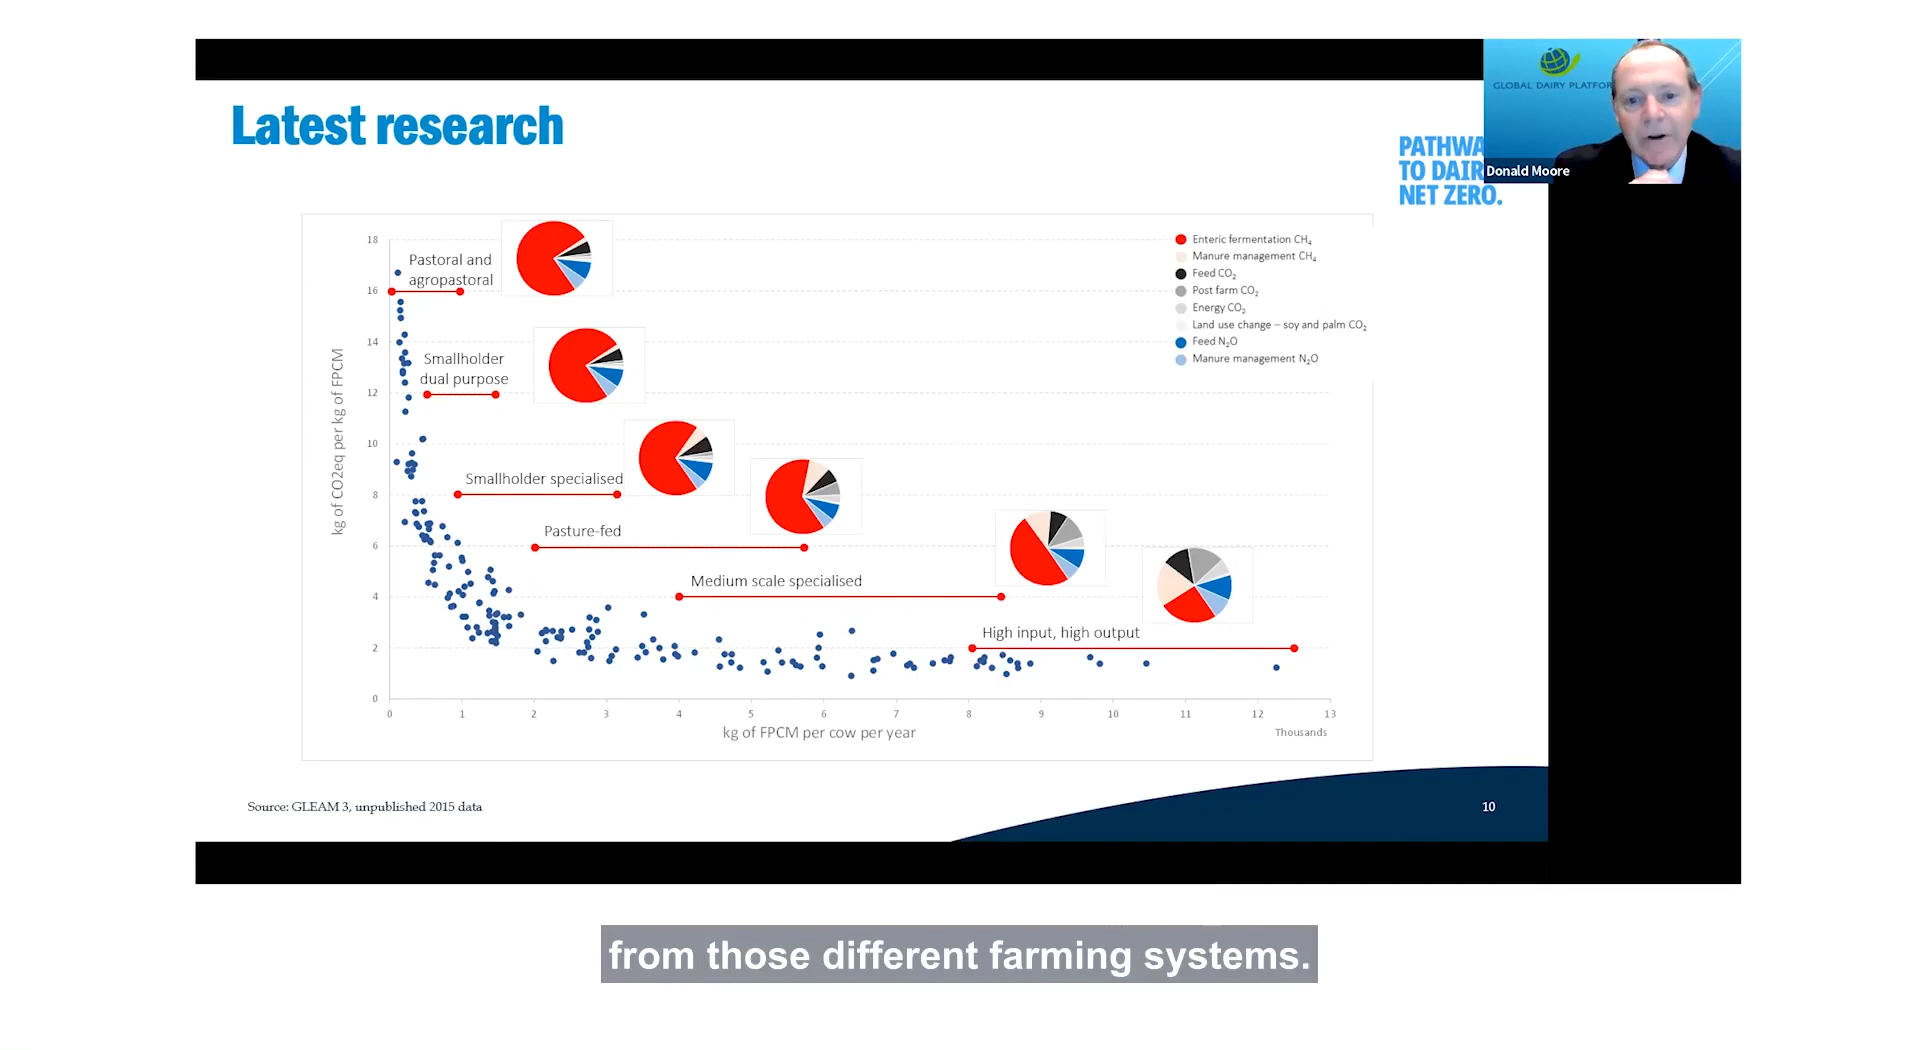 GLOBAL DAIRY PLATFOR
Donald Moore
Latest research
PATHWA
TO DAIR
NET ZERO.
Enteric fermentation CH4
Manure management CH4
Feed CO2
Post farm CO2
Energy CO2
Land use change – soy and palm CO2
Feed N2O
Manure management N2O
Pastoral and
agropastoral
Smallholder
dual purpose
Smallholder specialised
Pasture-fed
Medium scale specialised
High input, high output
kg of CO2eq per kg of FPCM
18
16
14
12
10
8
6
4
2
0
0 1 2 3 4 5 6 7 8 9 10 11 12 13
kg of FPCM per cow per year
Thousands
Source: GLEAM 3, unpublished 2015 data
10
from those different farming systems.